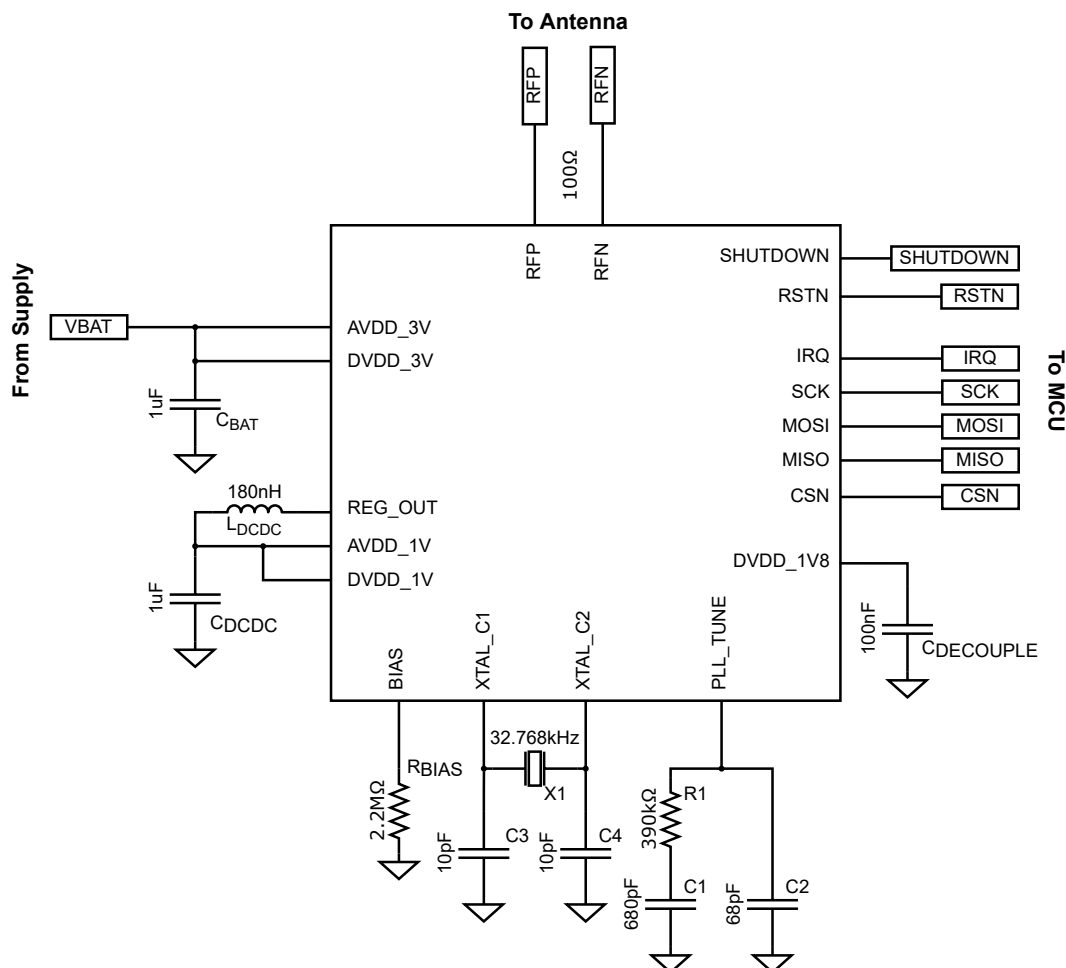 To Antenna
RFP
RFN
100Ω
RFP
RFN
From Supply
VBAT
AVDD_3V
DVDD_3V
1uF
CBAT
180nH
LDCDC
REG_OUT
AVDD_1V
DVDD_1V
1uF
CDCDC
SHUTDOWN
SHUTDOWN
RSTN
RSTN
IRQ
IRQ
SCK
SCK
MOSI
MOSI
MISO
MISO
CSN
CSN
To MCU
DVDD_1V8
100nF
CDECOUPLE
BIAS
XTAL_C1
XTAL_C2
PLL_TUNE
RBIAS
2.2MΩ
32.768kHz
X1
10pF
C3
10pF
C4
390kΩ
R1
680pF
C1
68pF
C2